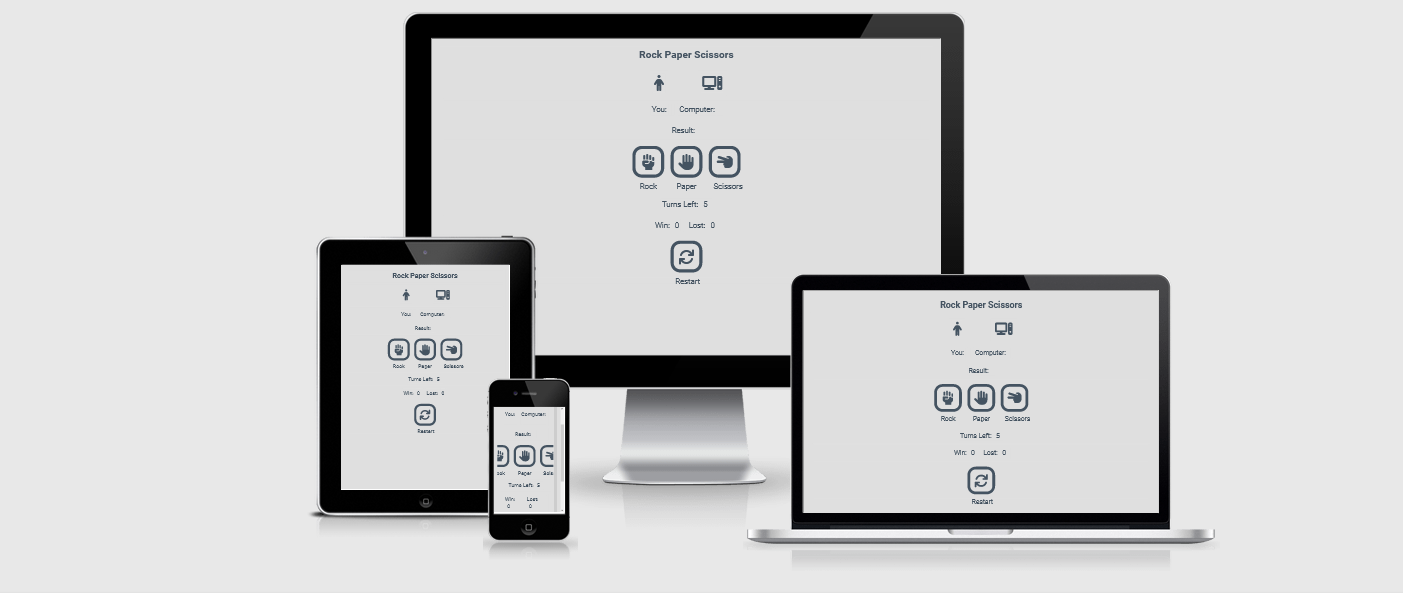 Rock Paper Scissors
You: Computer:
Result:
Rock Paper Scissors
Turns Left: 5
Win: 0 Lost: 0
Restart
Rock Paper Scissors
You: Computer:
Result:
Rock Paper Scissors
Turns Left: 5
Win: 0 Lost: 0
Restart
You: Computer:
Result:
ock Paper Scis
Turns Left: 5
Win: Lost:
0 0
Rock Paper Scissors
You: Computer:
Result:
Rock Paper Scissors
Turns Left: 5
Win: 0 Lost: 0
Restart